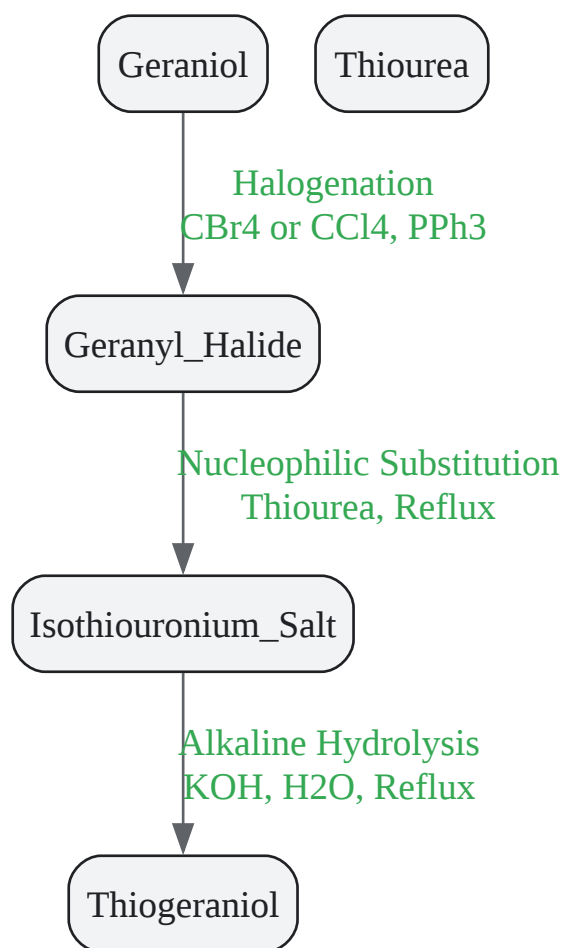 Geraniol
Thiourea
Halogenation
CBr4 or CCl4, PPh3
Geranyl_Halide
Nucleophilic Substitution
Thiourea, Reflux
Isothiouronium_Salt
Alkaline Hydrolysis
KOH, H2O, Reflux
Thiogeraniol